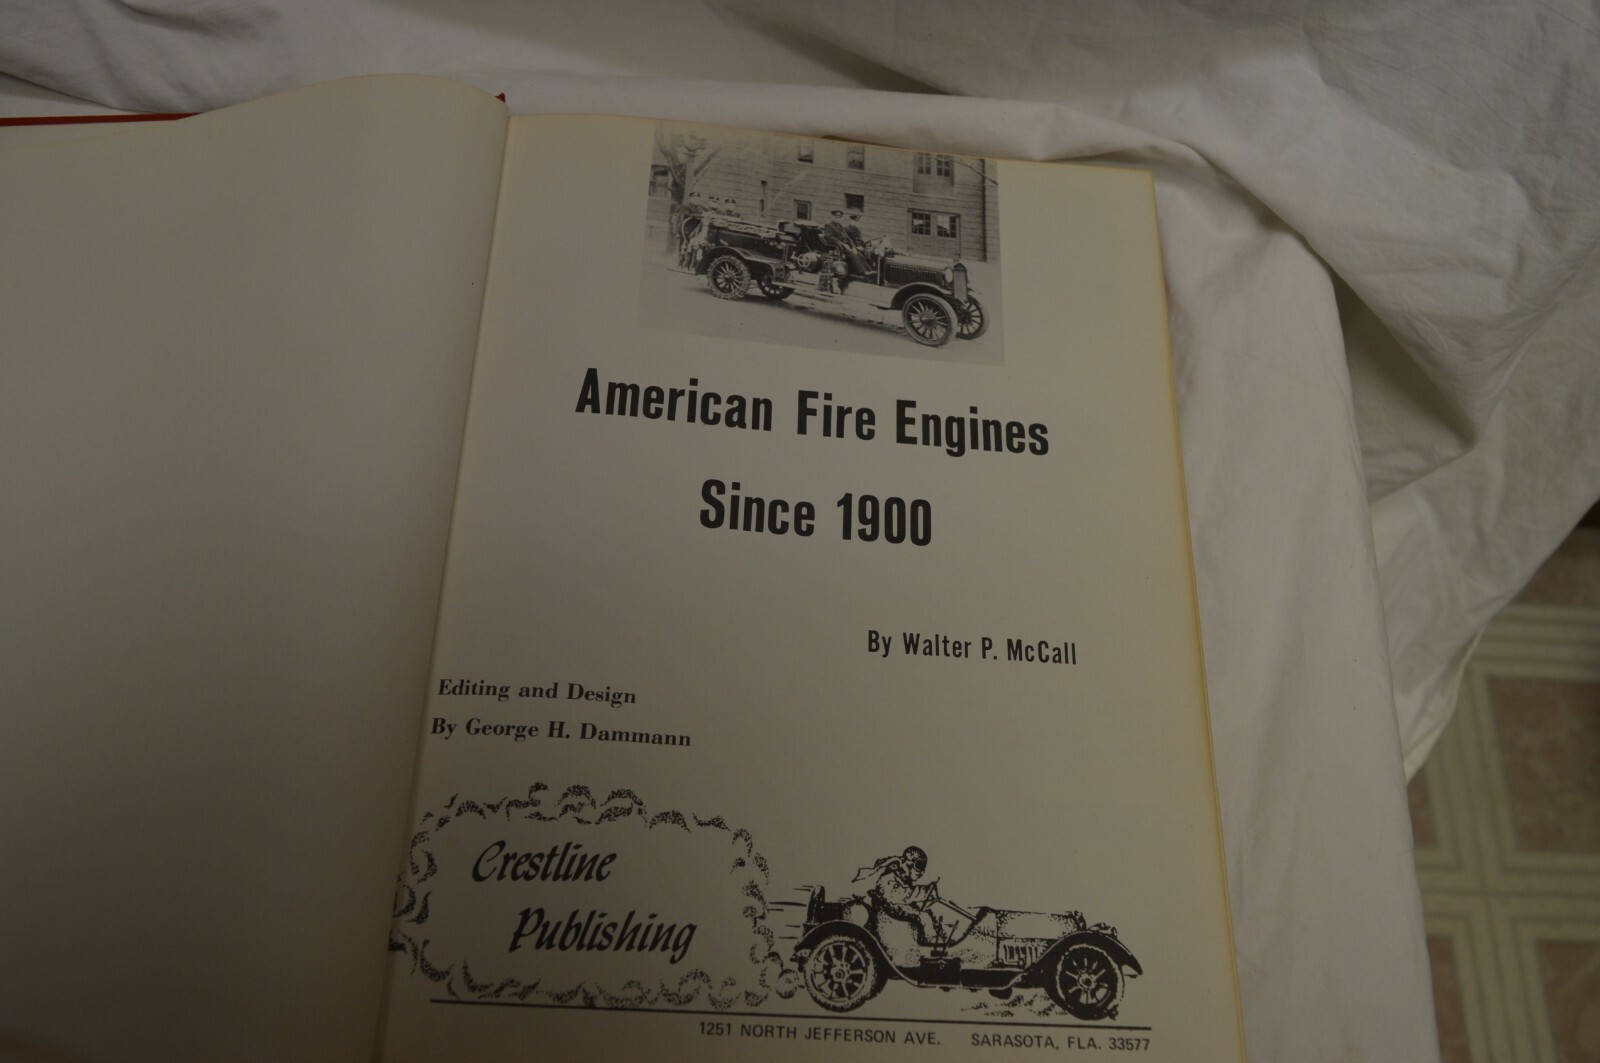 American Fire Engines
Since 1900
By Walter P. McCall
Editing and Design
By George H. Dammann
Crestline
Publishing
1251 NORTH JEFFERSON AVE. SARASOTA, FLA. 33577